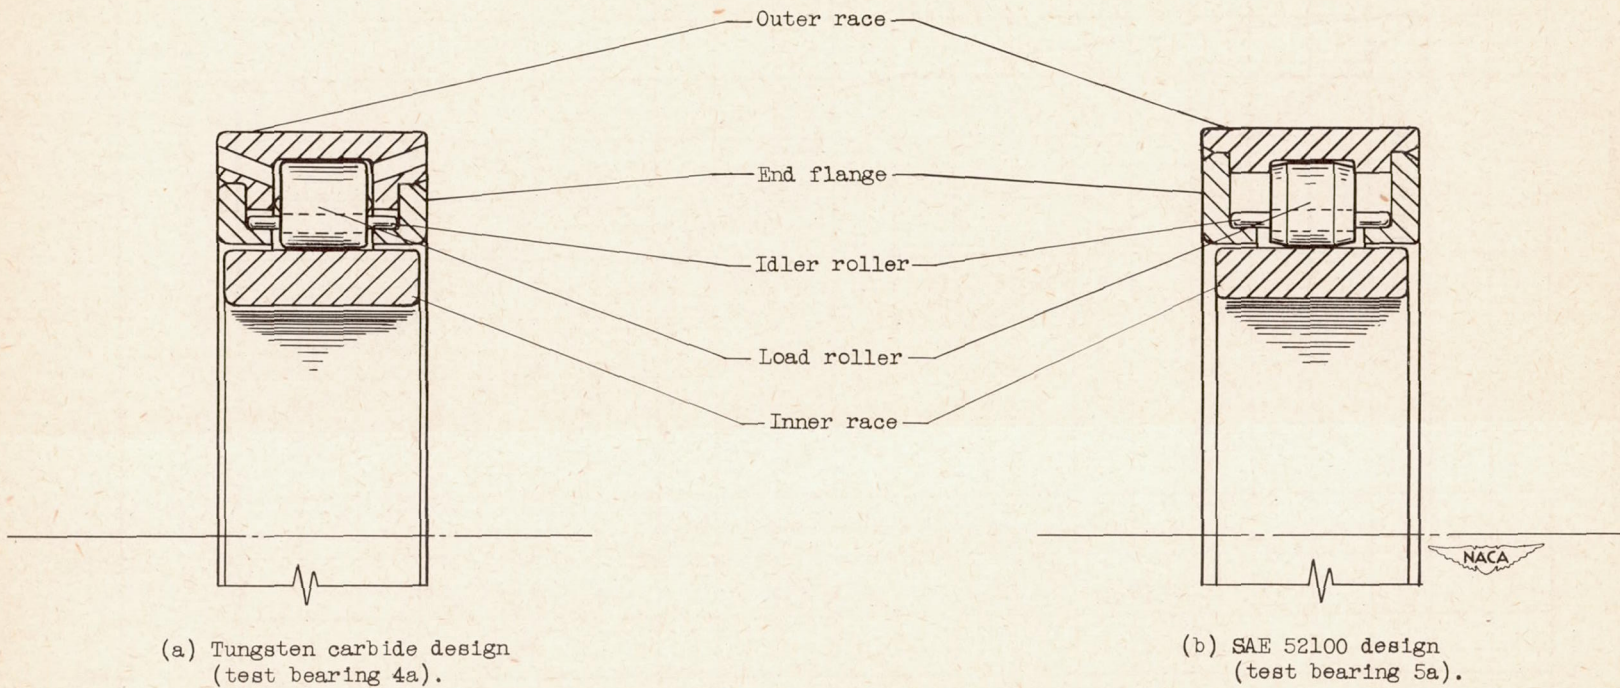 Outer race
End flange
Idler roller
Load roller
Inner race
NACA
(a) Tungsten carbide design
(test bearing 4a).
(b) SAE 52100 design
(test bearing 5a).